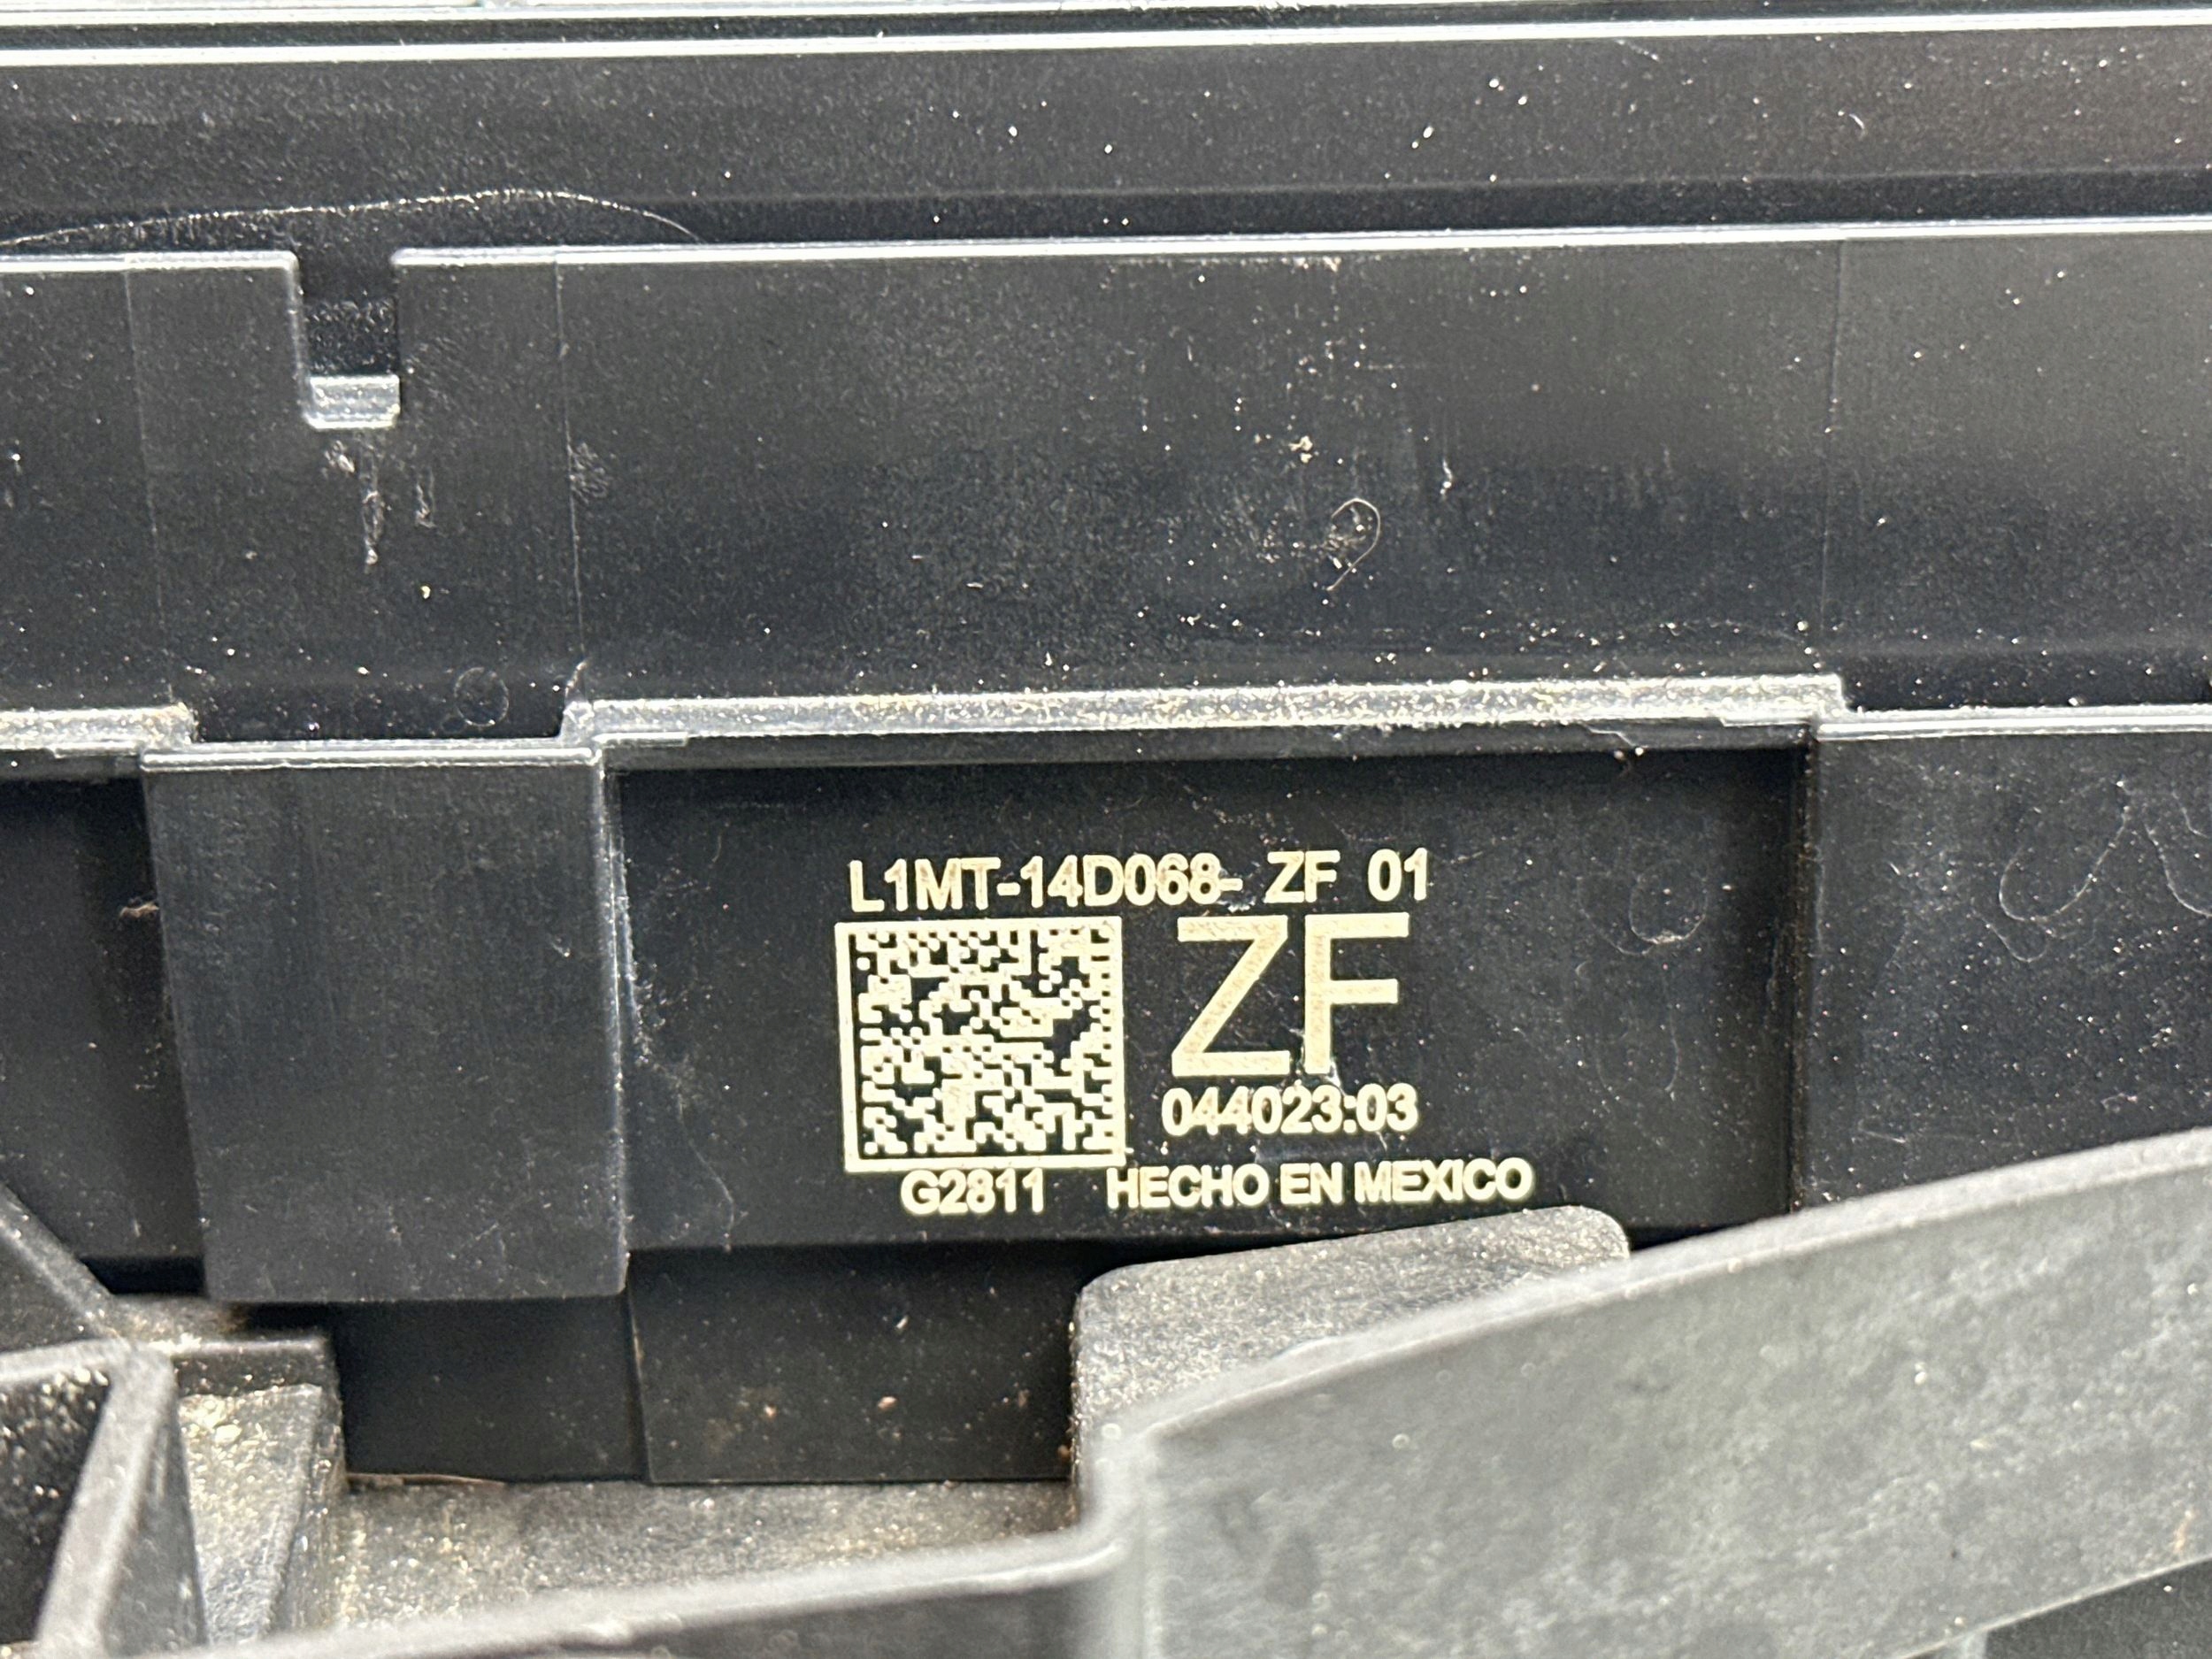 L1MT-14D068- ZF 01
ZF
044023:03
G2811 HECHO EN MEXICO